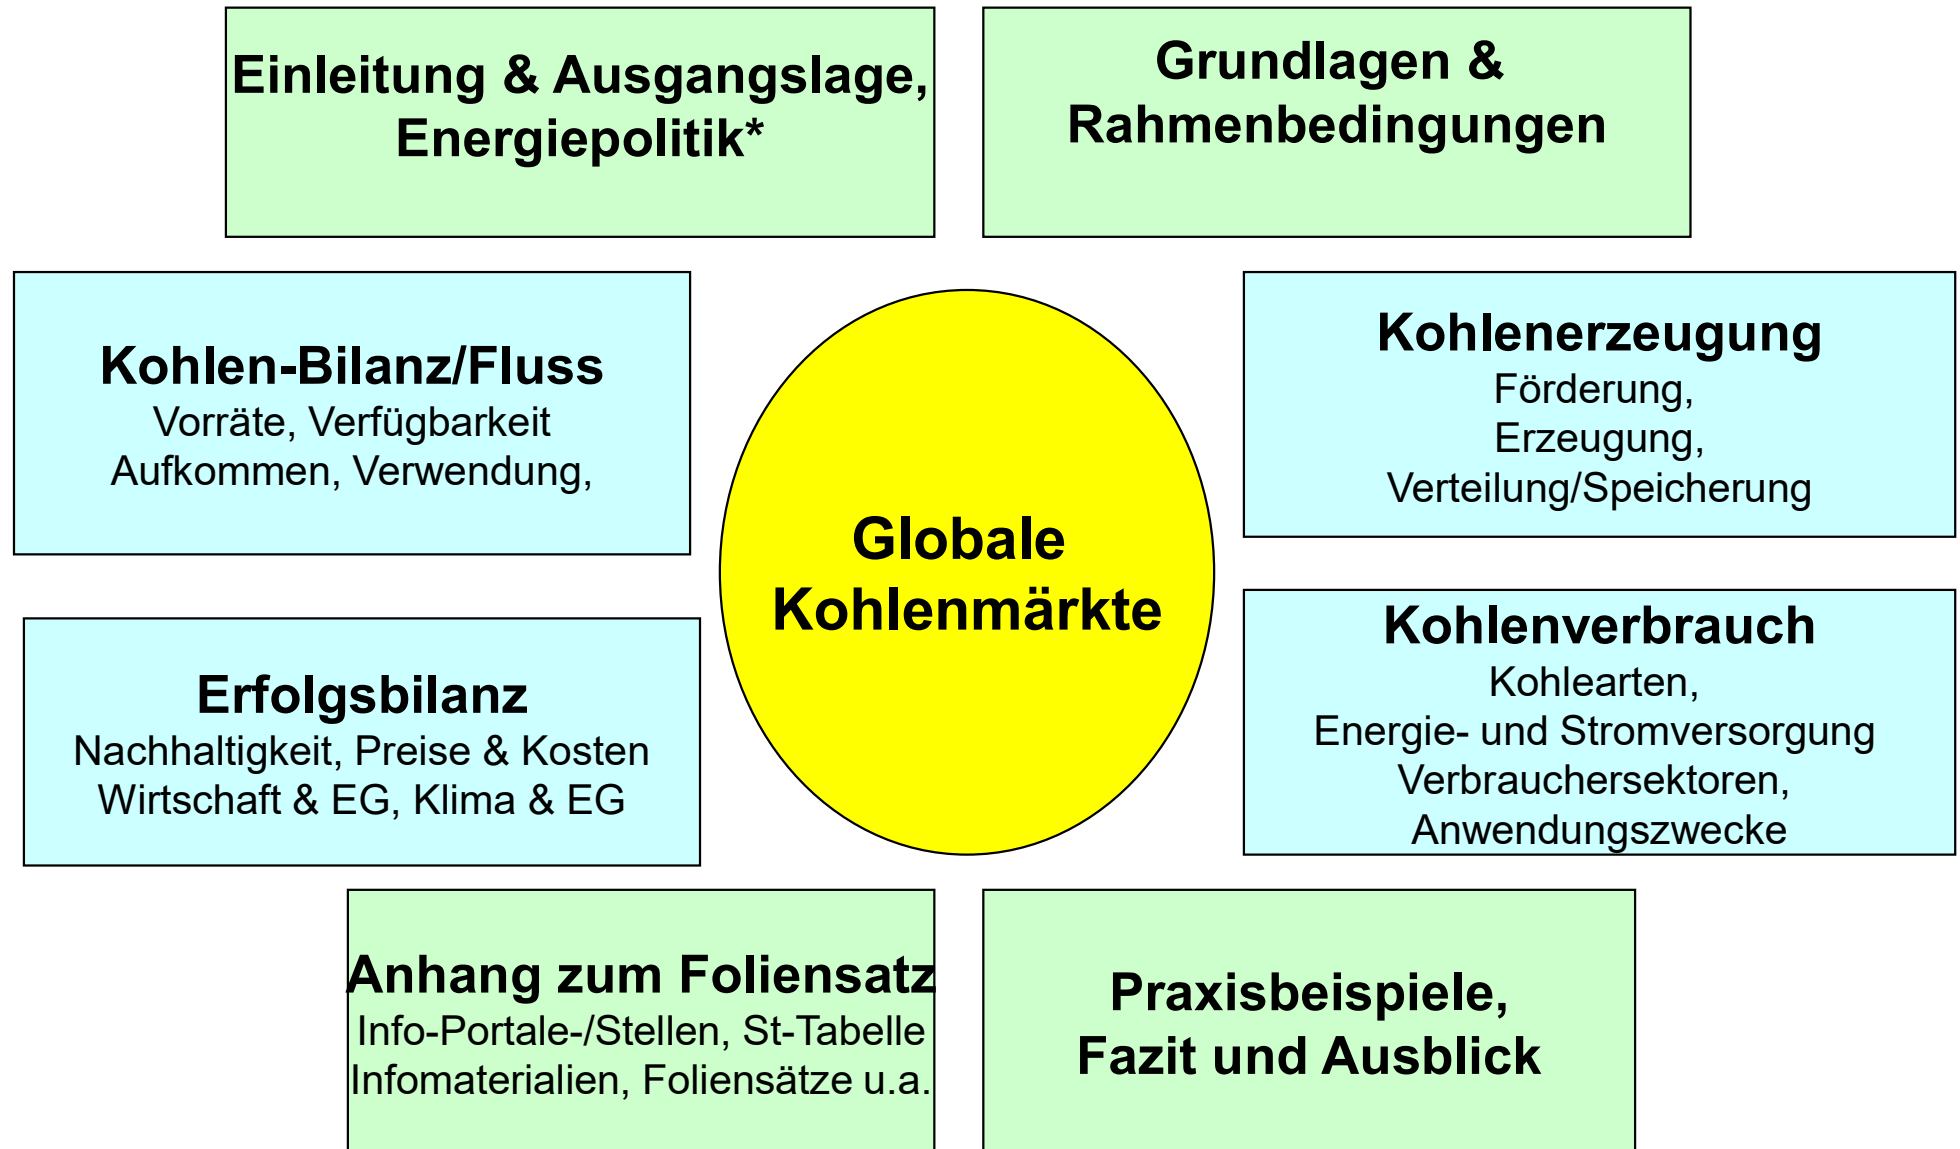 Einleitung & Ausgangslage,
Energiepolitik*
Grundlagen &
Rahmenbedingungen
Kohlen-Bilanz/Fluss
Vorräte, Verfügbarkeit
Aufkommen, Verwendung,
Kohlenerzeugung
Förderung,
Erzeugung,
Verteilung/Speicherung
Globale
Kohlenmärkte
Erfolgsbilanz
Nachhaltigkeit, Preise & Kosten
Wirtschaft & EG, Klima & EG
Kohlenverbrauch
Kohlearten,
Energie- und Stromversorgung
Verbrauchersektoren,
Anwendungszwecke
Anhang zum Foliensatz
Info-Portale-/Stellen, St-Tabelle
Infomaterialien, Foliensätze u.a.
Praxisbeispiele,
Fazit und Ausblick